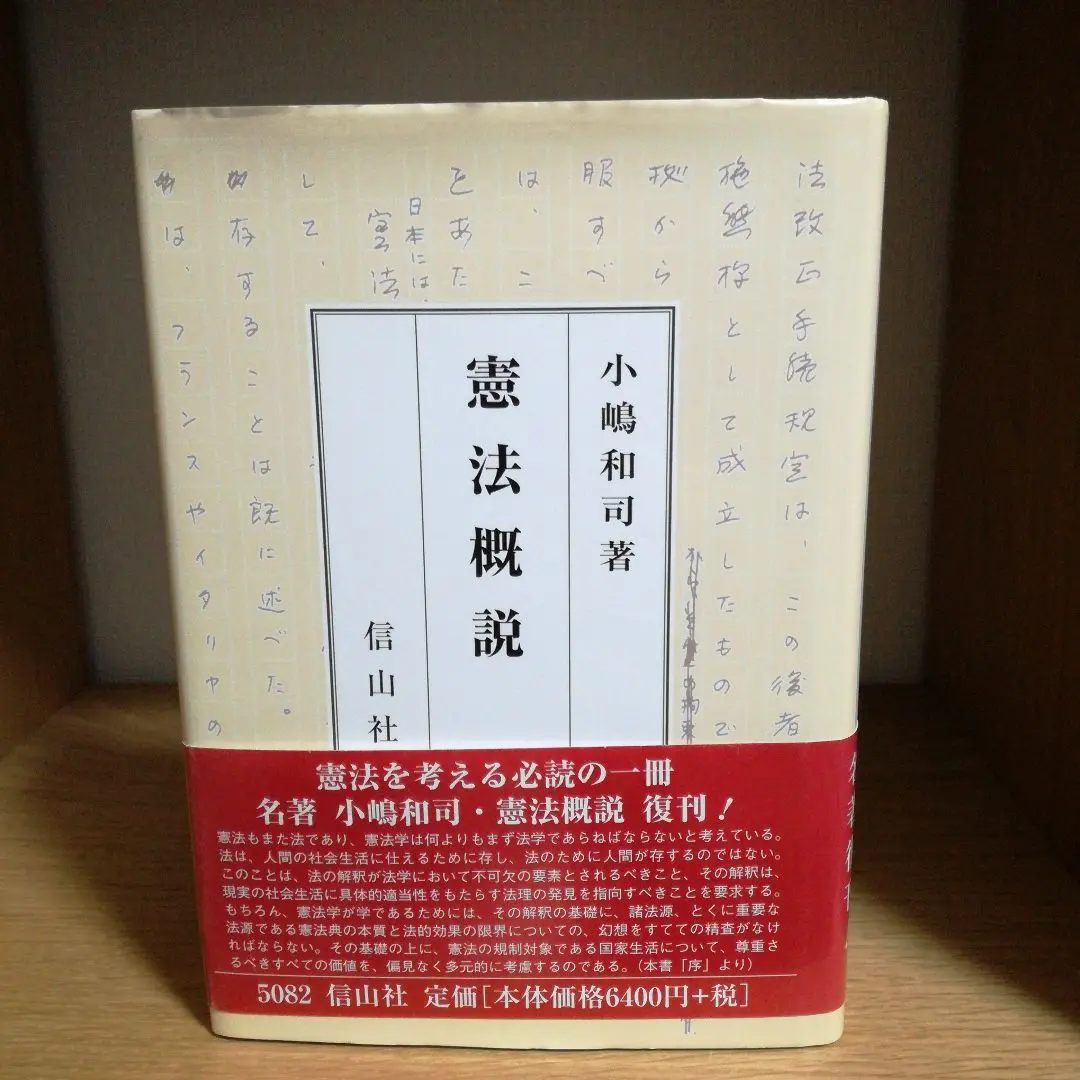 法改正手続規定は、この後者
施無桴として成立したもので
拠から
服すべ
は、こ
をあた
日本には、
憲法
して、
存することは既に述べた。
は、フランスやイタリヤの
小嶋和司著
憲法概説
信山社
憲法を考える必読の一冊
名著 小嶋和司・憲法概説 復刊!
憲法もまた法であり、憲法学は何よりもまず法学であらねばならないと考えている。
法は、人間の社会生活に仕えるために存し、法のために人間が存するのではない。
このことは、法の解釈が法学において不可欠の要素とされるべきこと、その解釈は、
現実の社会生活に具体的適当性をもたらす法理の発見を指向すべきことを要求する。
もちろん、憲法学が学であるためには、その解釈の基礎に、諸法源、とくに重要な
法源である憲法典の本質と法的効果の限界についての、幻想をすてての精査がなけ
ればならない。その基礎の上に、憲法の規制対象である国家生活について、尊重さ
るべきすべての価値を、偏見なく多元的に考慮するのである。(本書「序」より)
5082 信山社 定価[本体価格6400円+税]